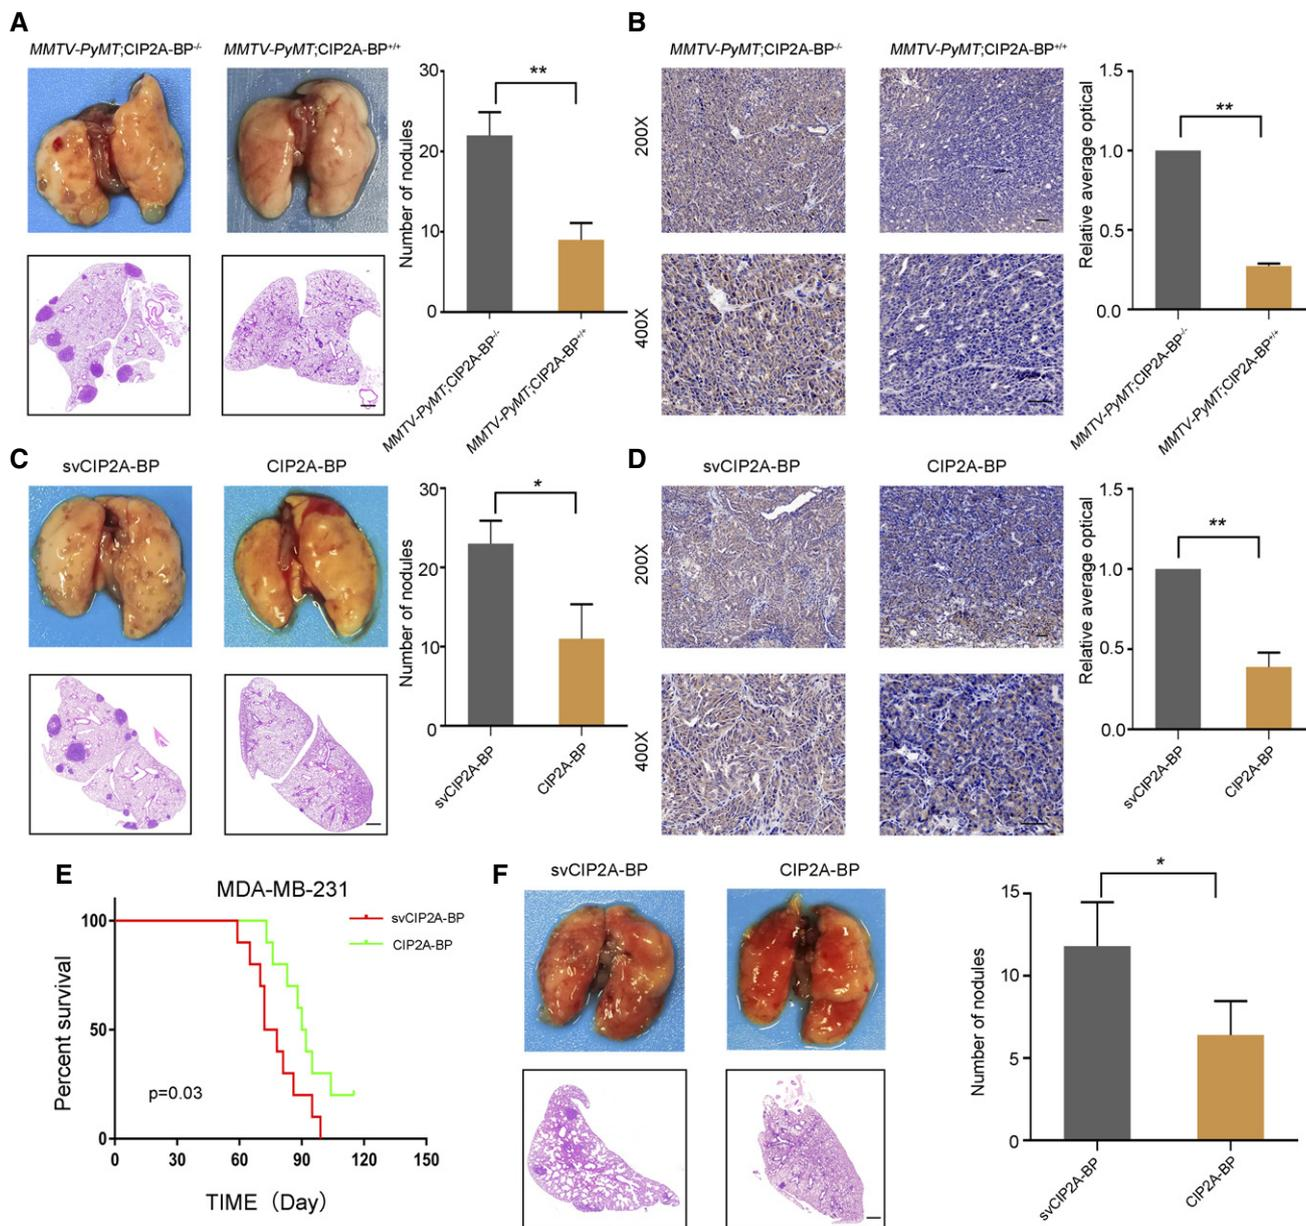 A
MMTV-PyMT;CIP2A-BP-/-
MMTV-PyMT;CIP2A-BP+/+
30
20
10
0
Number of nodules
**
MMTV-PyMT;CIP2A-BP-/-
MMTV-PyMT;CIP2A-BP+/+
B
MMTV-PyMT;CIP2A-BP-/-
MMTV-PyMT;CIP2A-BP+/+
200X
400X
1.5
1.0
0.5
0.0
Relative average optical
**
MMTV-PyMT;CIP2A-BP-/-
MMTV-PyMT;CIP2A-BP+/+
C
svCIP2A-BP
CIP2A-BP
30
20
10
0
Number of nodules
*
svCIP2A-BP
CIP2A-BP
D
svCIP2A-BP
CIP2A-BP
200X
400X
1.5
1.0
0.5
0.0
Relative average optical
**
svCIP2A-BP
CIP2A-BP
E
MDA-MB-231
svCIP2A-BP
CIP2A-BP
100
50
0
Percent survival
p=0.03
0 30 60 90 120 150
TIME (Day)
F
svCIP2A-BP
CIP2A-BP
15
10
5
0
Number of nodules
*
svCIP2A-BP
CIP2A-BP